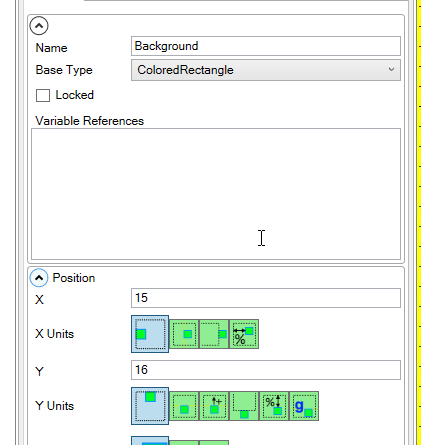 Name
Background
Base Type
ColoredRectangle
Locked
Variable References
Position
X
15
X Units
%
Y
16
Y Units
%
g